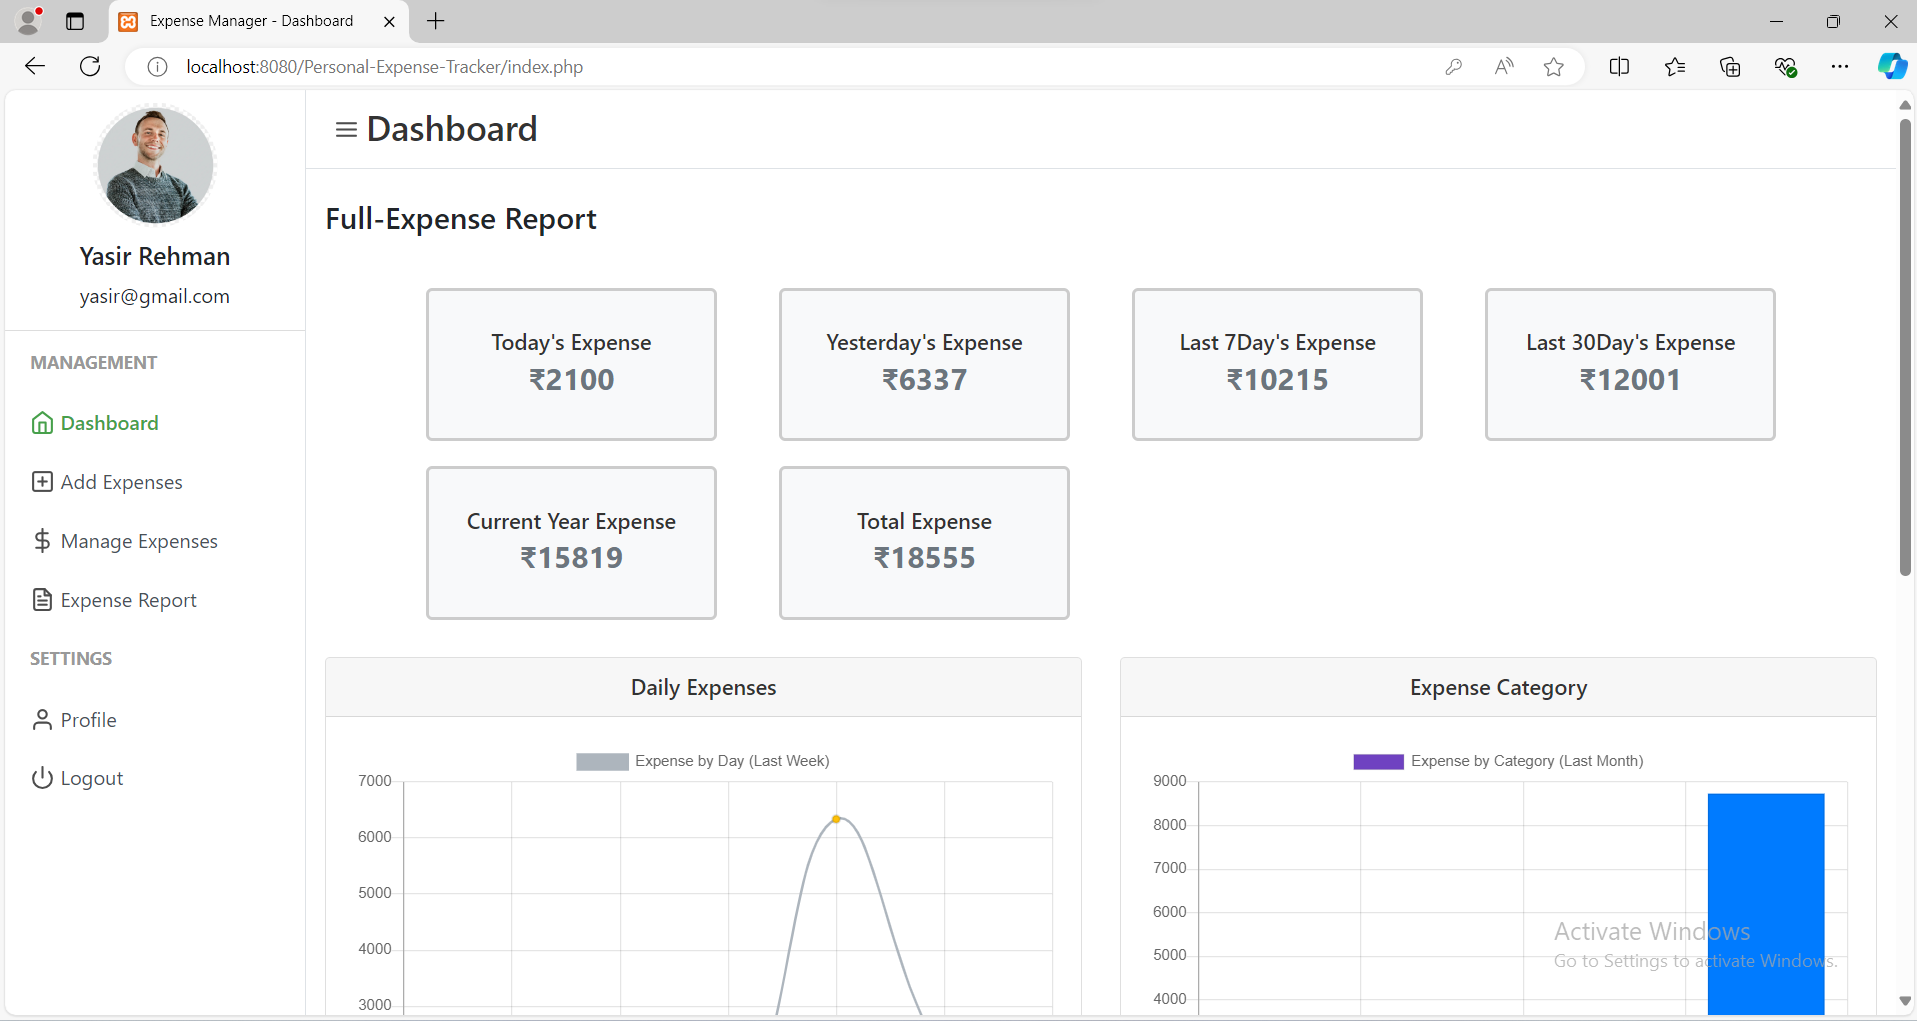 Expense Manager - Dashboard
localhost:8080/Personal-Expense-Tracker/index.php
Yasir Rehman
yasir@gmail.com
MANAGEMENT
Dashboard
Add Expenses
Manage Expenses
Expense Report
SETTINGS
Profile
Logout
Dashboard
Full-Expense Report
Today's Expense
₹2100
Yesterday's Expense
₹6337
Last 7Day's Expense
₹10215
Last 30Day's Expense
₹12001
Current Year Expense
₹15819
Total Expense
₹18555
Daily Expenses
Expense by Day (Last Week)
7000
6000
5000
4000
3000
Expense Category
Expense by Category (Last Month)
9000
8000
7000
6000
5000
4000
Activate Windows
Go to Settings to activate Windows.